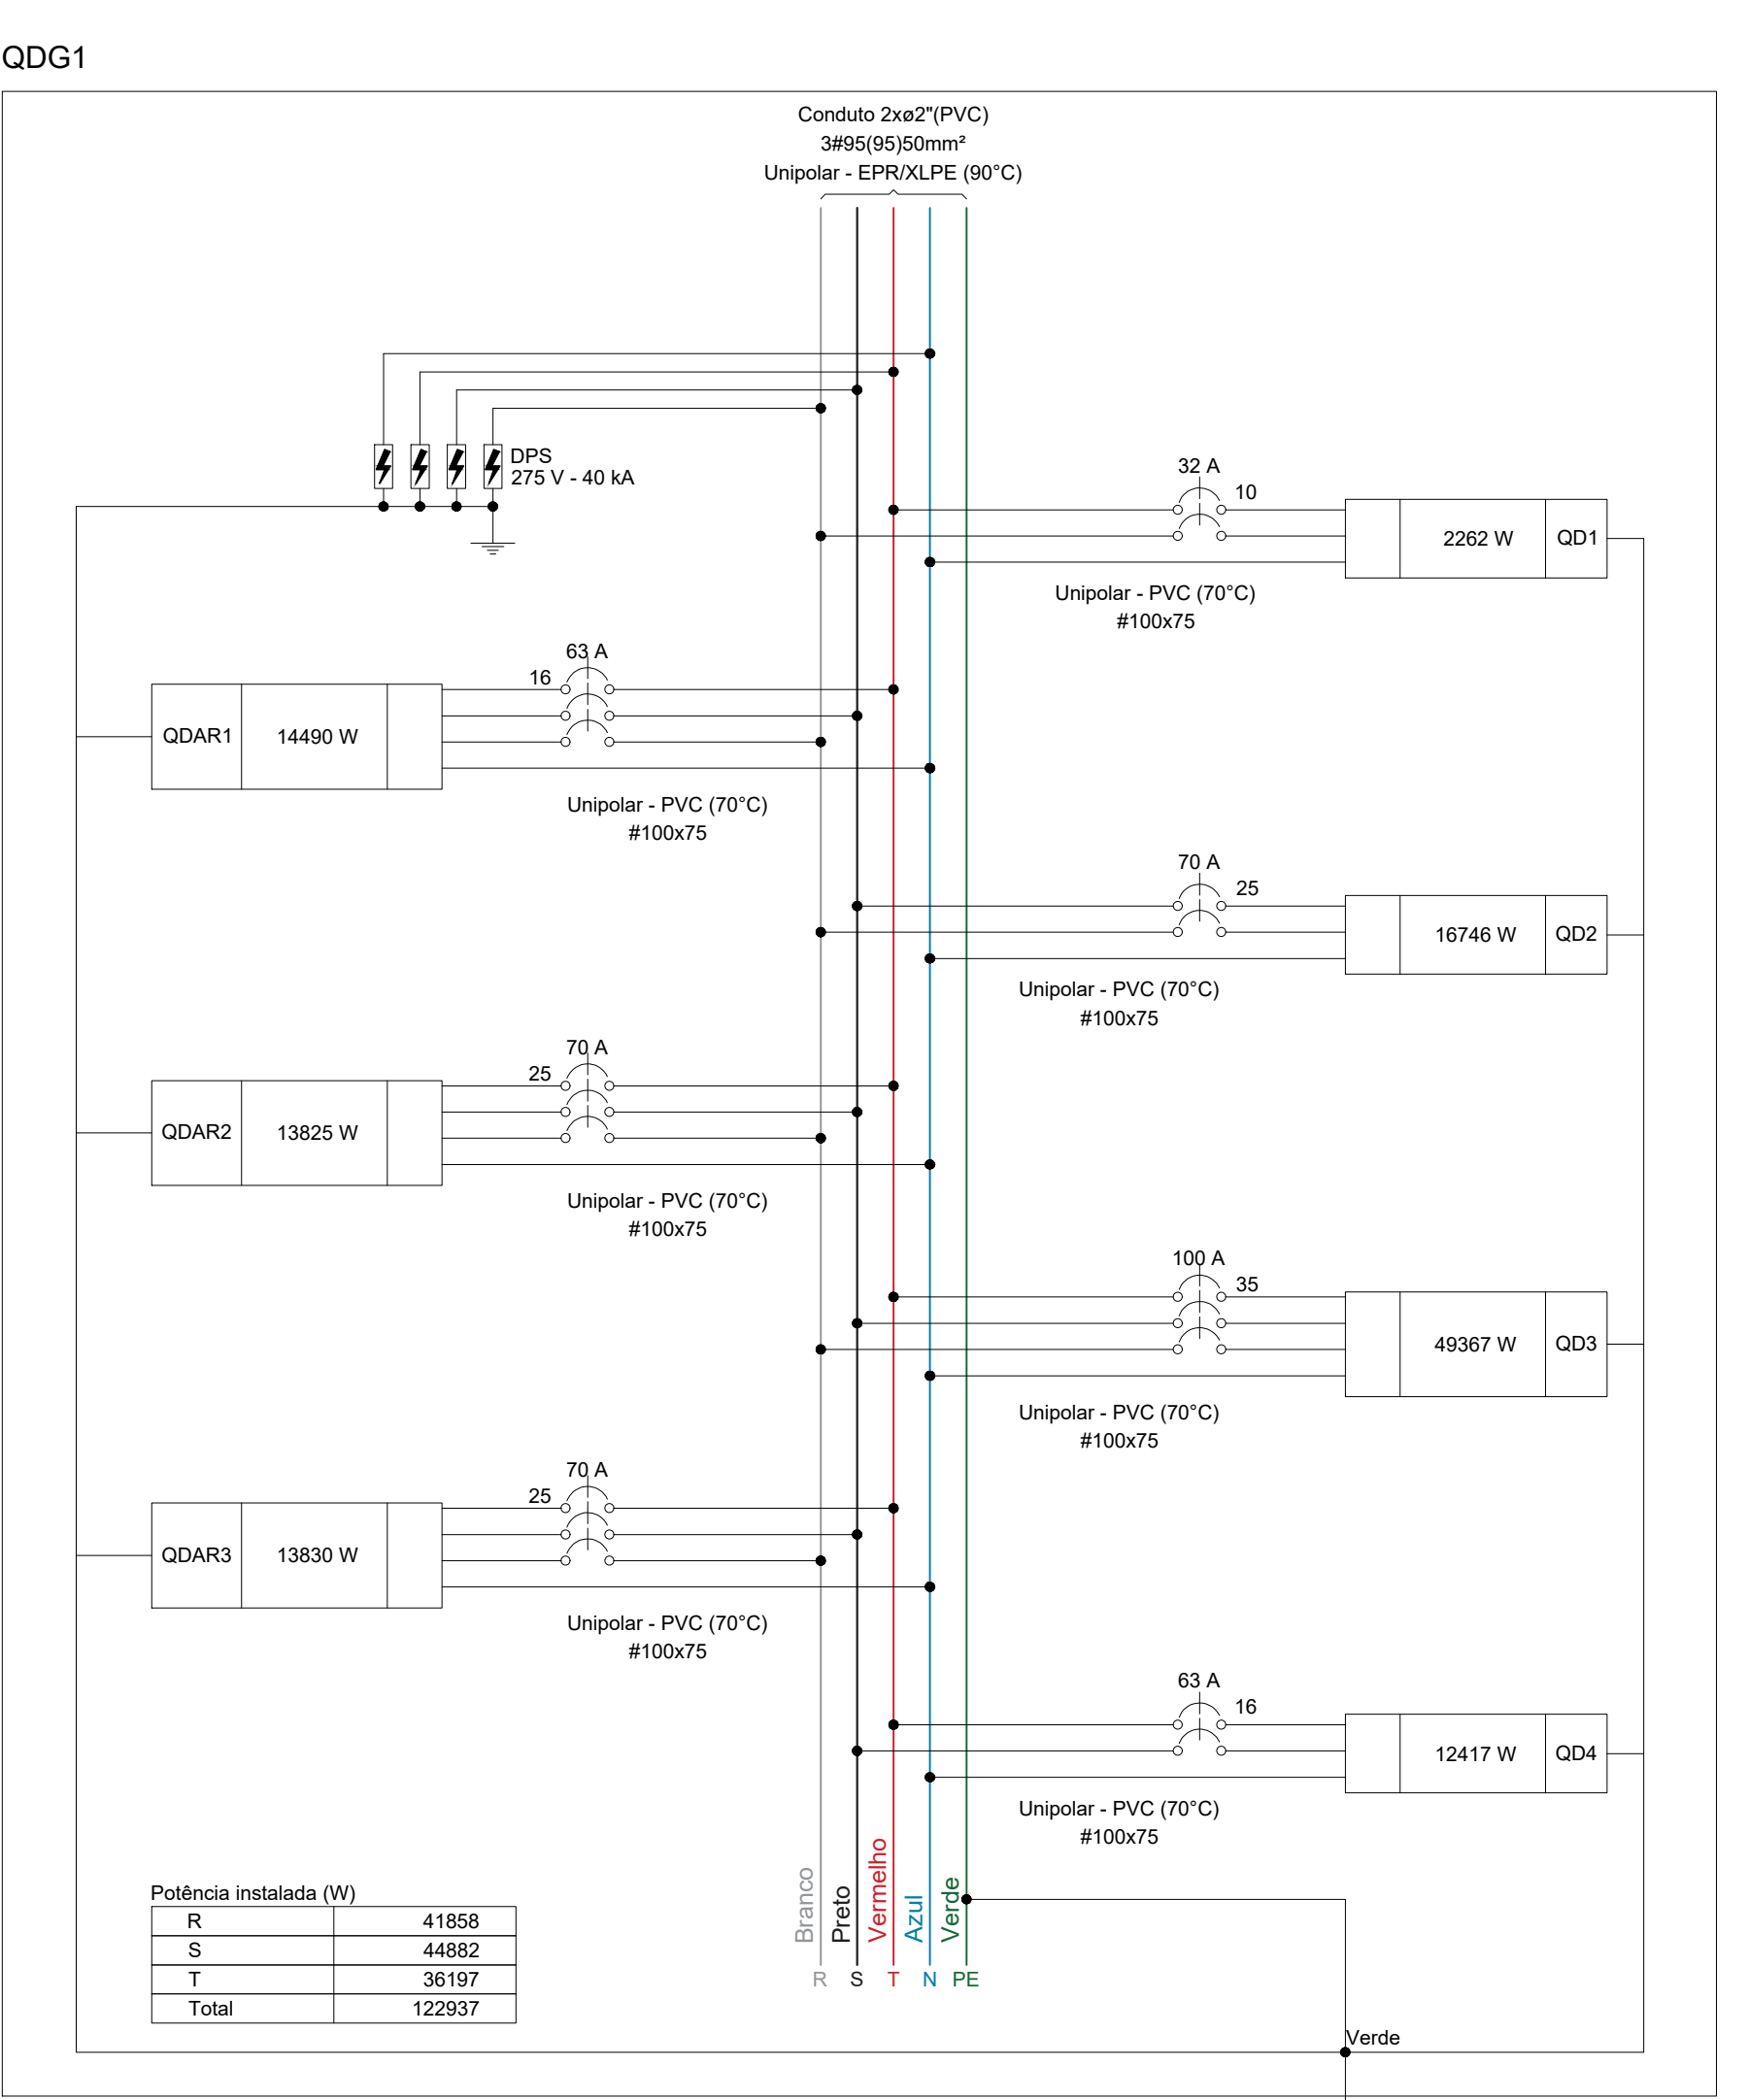 QDG1
Conduto 2xø2"(PVC)
3#95(95)50mm²
Unipolar - EPR/XLPE (90°C)
DPS
275 V - 40 kA
32 A
10
2262 W
QD1
Unipolar - PVC (70°C)
#100x75
63 A
16
QDAR1
14490 W
Unipolar - PVC (70°C)
#100x75
70 A
25
16746 W
QD2
Unipolar - PVC (70°C)
#100x75
70 A
25
QDAR2
13825 W
Unipolar - PVC (70°C)
#100x75
100 A
35
49367 W
QD3
Unipolar - PVC (70°C)
#100x75
70 A
25
QDAR3
13830 W
Unipolar - PVC (70°C)
#100x75
63 A
16
12417 W
QD4
Unipolar - PVC (70°C)
#100x75
Potência instalada (W)
R 41858
S 44882
T 36197
Total 122937
Branco
Preto
Vermelho
Azul
Verde
R S T N PE
Verde